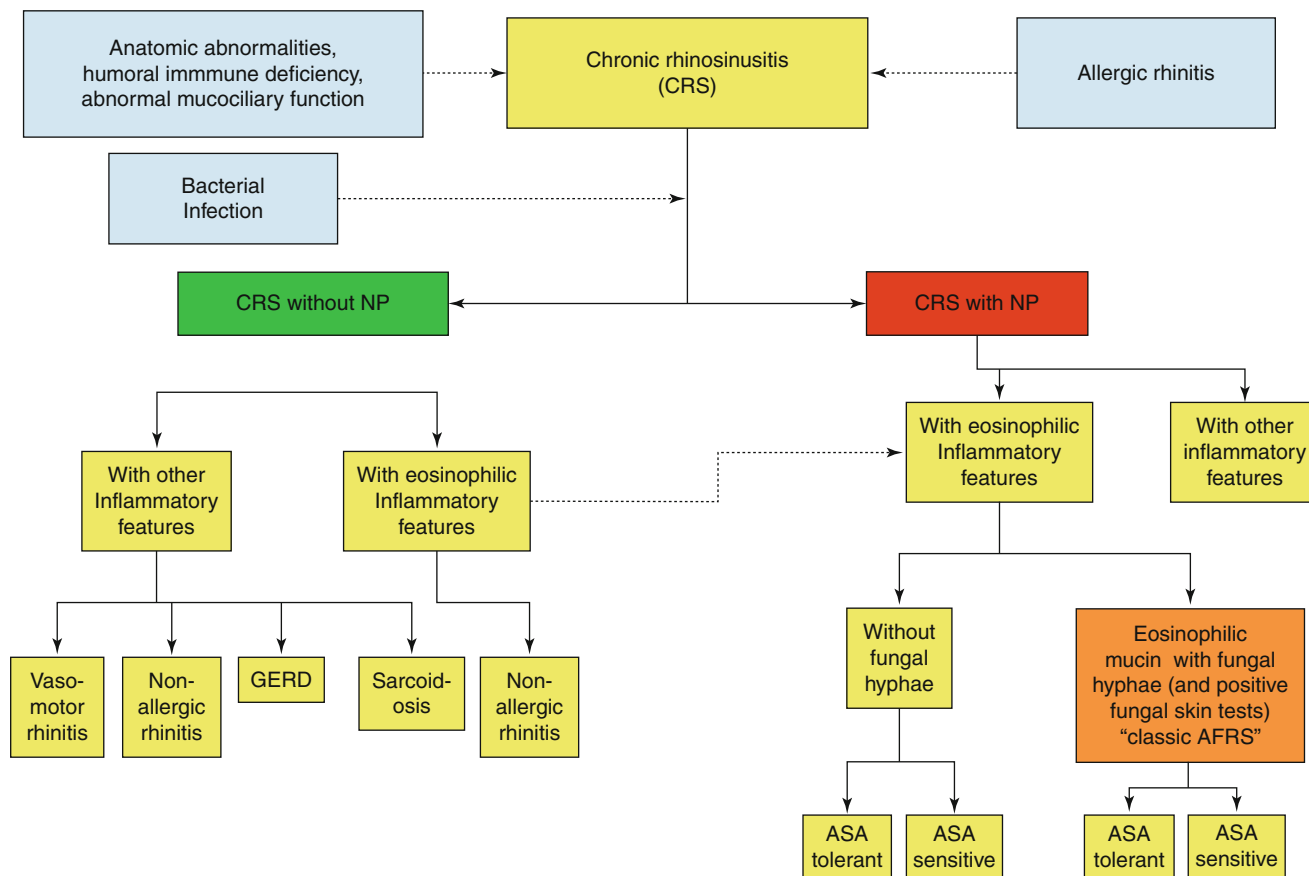 Anatomic abnormalities,
humoral immmune deficiency,
abnormal mucociliary function
Chronic rhinosinusitis
(CRS)
Allergic rhinitis
Bacterial
Infection
CRS without NP
CRS with NP
With other
Inflammatory
features
With eosinophilic
Inflammatory
features
With eosinophilic
Inflammatory
features
With other
inflammatory
features
Vaso-
motor
rhinitis
Non-
allergic
rhinitis
GERD
Sarcoid-
osis
Non-
allergic
rhinitis
Without
fungal
hyphae
Eosinophilic
mucin with fungal
hyphae (and positive
fungal skin tests)
“classic AFRS”
ASA
tolerant
ASA
sensitive
ASA
tolerant
ASA
sensitive